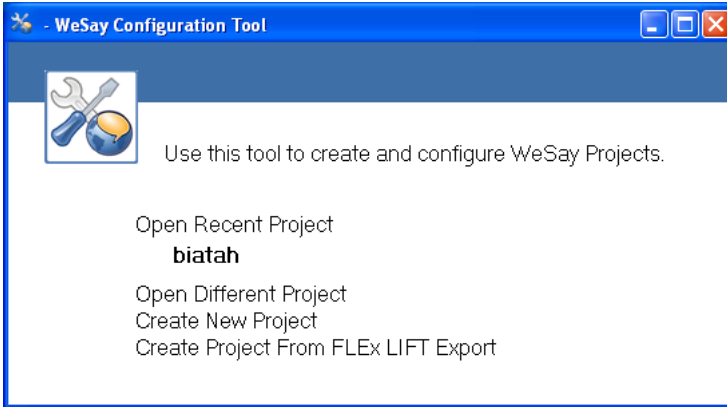 - WeSay Configuration Tool
Use this tool to create and configure WeSay Projects.
Open Recent Project
biatah
Open Different Project
Create New Project
Create Project From FLEx LIFT Export